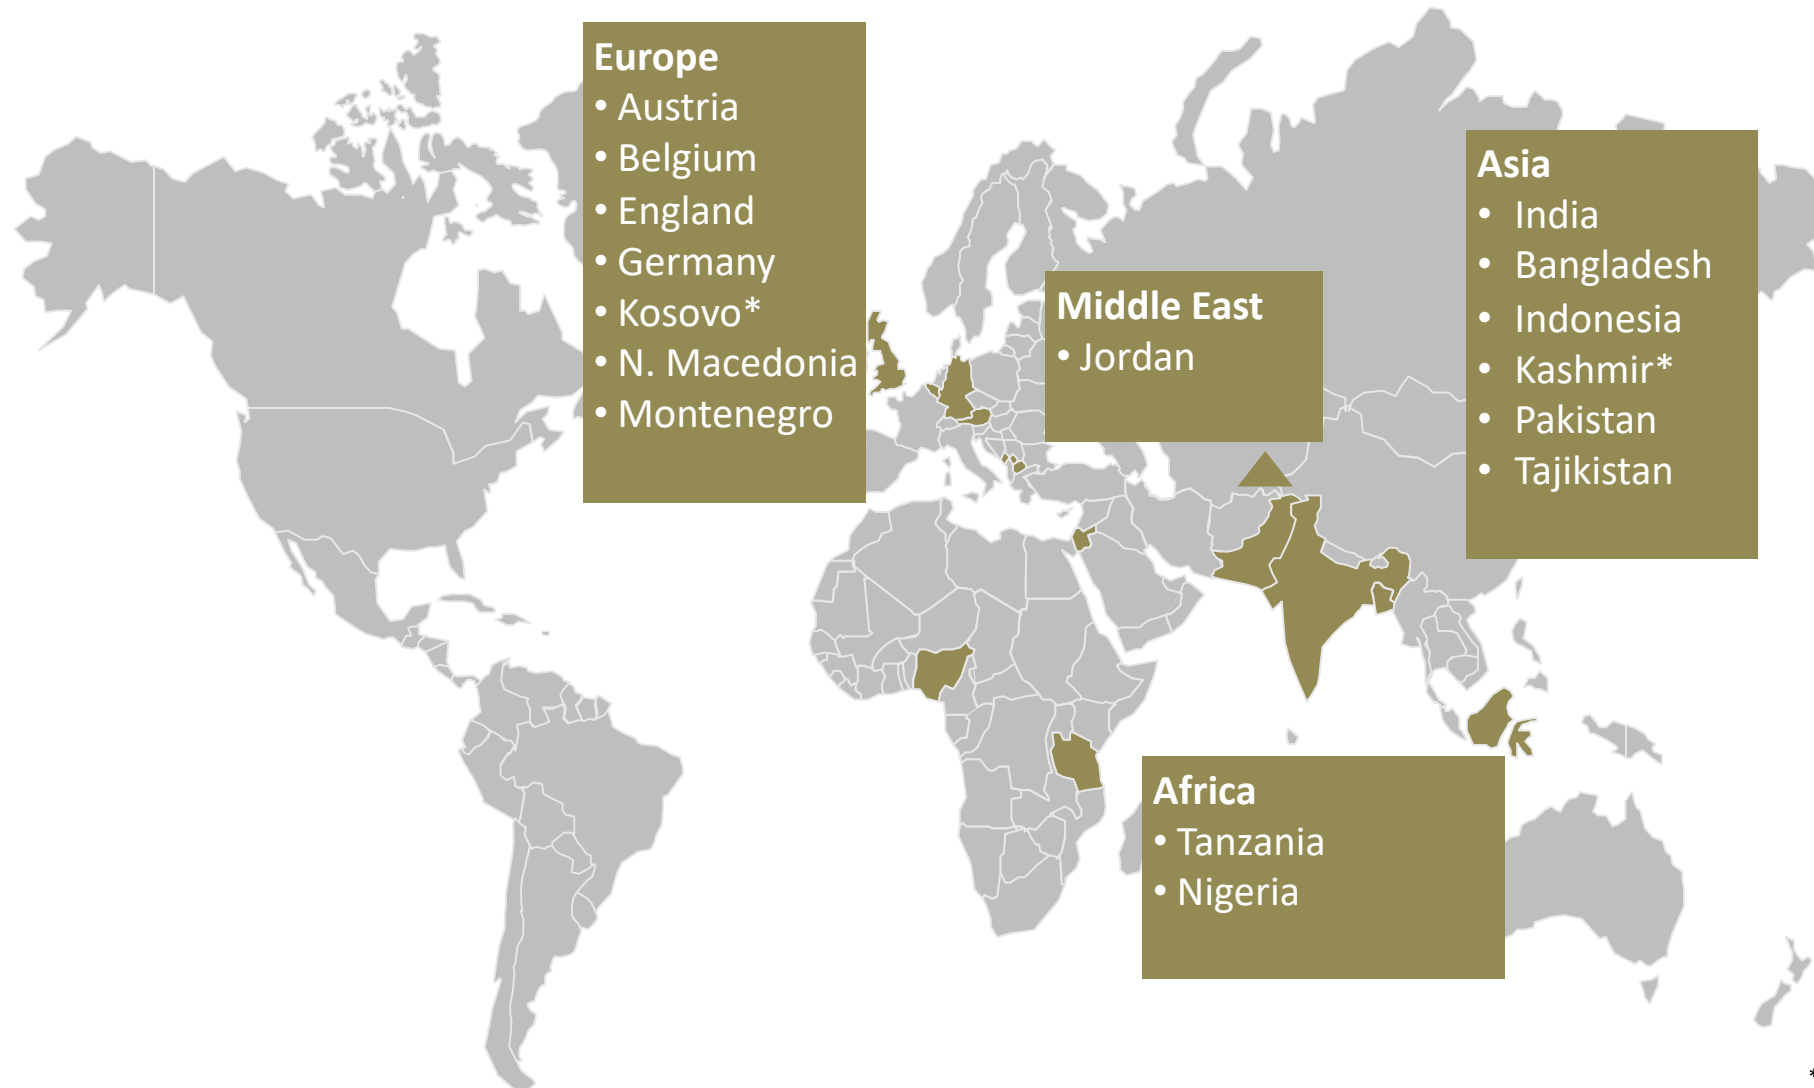 Europe
• Austria
• Belgium
• England
• Germany
• Kosovo*
• N. Macedonia
• Montenegro
Middle East
• Jordan
Asia
• India
• Bangladesh
• Indonesia
• Kashmir*
• Pakistan
• Tajikistan
Africa
• Tanzania
• Nigeria
*